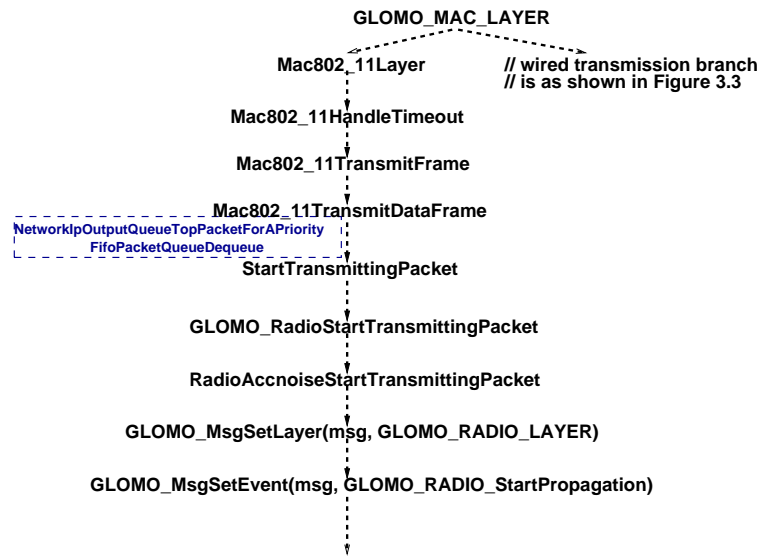 GLOMO_MAC_LAYER
Mac802_11Layer
// wired transmission branch
// is as shown in Figure 3.3
Mac802_11HandleTimeout
Mac802_11TransmitFrame
Mac802_11TransmitDataFrame
NetworkIpOutputQueueTopPacketForAPriority
FifoPacketQueueDequeue
StartTransmittingPacket
GLOMO_RadioStartTransmittingPacket
RadioAccnoiseStartTransmittingPacket
GLOMO_MsgSetLayer(msg, GLOMO_RADIO_LAYER)
GLOMO_MsgSetEvent(msg, GLOMO_RADIO_StartPropagation)